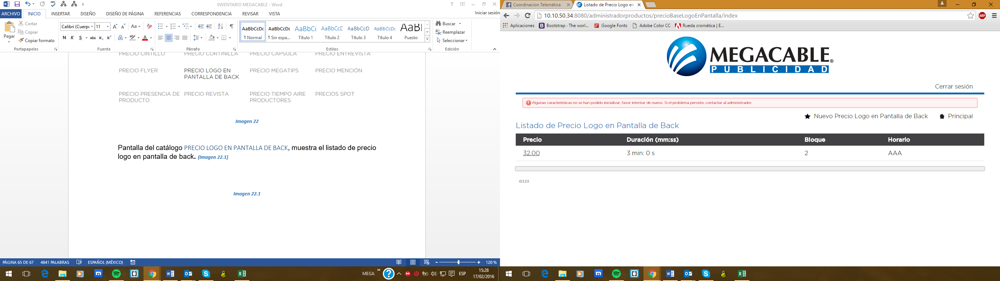 INVENTARIO MEGACABLE - Word
ARCHIVO INICIO INSERTAR DISEÑO DISEÑO DE PÁGINA REFERENCIAS CORRESPONDENCIA REVISAR VISTA Iniciar sesión
Pegar
Cortar
Copiar
Copiar formato
Portapapeles
Calibri (Cuerpo 11
N K S abc x₂ x²
Fuente
Párrafo
AaBbCcDc AaBbCcDc AaBbCc AaBbCcE AaBbCcD AaBbCcDc AaBl
¶ Normal ¶ Sin espa... Título 1 Título 2 Título 3 Título 4 Puesto
Estilos
Buscar
Reemplazar
Seleccionar
Edición
PRECIO CINTILLO PRECIO CORTINILLA PRECIO CAPSULA PRECIO ENTREVISTA
PRECIO FLYER PRECIO LOGO EN PRECIO MEGATIPS PRECIO MENCIÓN
PANTALLA DE BACK
PRECIO PRESENCIA DE PRECIO REVISTA PRECIO TIEMPO AIRE PRECIOS SPOT
PRODUCTO PRODUCTORES
Imagen 22
Pantalla del catálogo PRECIO LOGO EN PANTALLA DE BACK, muestra el listado de precio
logo en pantalla de back. (Imagen 22.1)
Imagen 22.1
PÁGINA 65 DE 67 4841 PALABRAS ESPAÑOL (MÉXICO) 120 %
MEGA ESP 15:28
17/02/2016
Coordinacion Telemática Listado de Precio Logo en
10.10.50.34:8080/administradorproductos/precioBaseLogoEnPantalla/index
Aplicaciones Bootstrap · The worl... Google Fonts Adobe Color CC Rueda cromática | E...
MEGACABLE®
PUBLICIDAD
Cerrar sesión
Algunas características no se han podido inicializar, favor intentar de nuevo. Si el problema persiste, contactar al administrador.
Nuevo Precio Logo en Pantalla de Back Principal
Listado de Precio Logo en Pantalla de Back
Precio Duración (mm:ss) Bloque Horario
32.00 3 min: 0 s 2 AAA
0.1.23